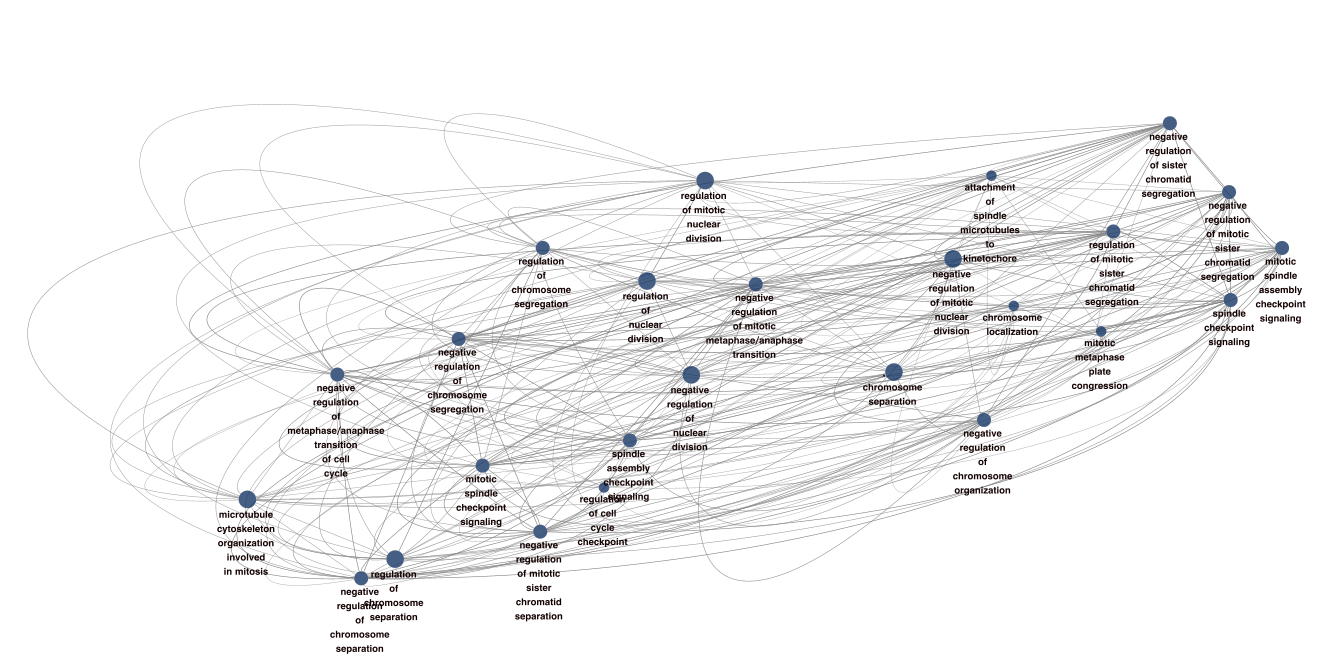 negative
regulation
of sister
chromatid
segregation
attachment
of
spindle
microtubules
to
kinetochore
regulation
of mitotic
nuclear
division
negative
regulation
of mitotic
sister
chromatid
segregation
regulation
of mitotic
sister
chromatid
segregation
regulation
of
chromosome
segregation
mitotic
spindle
assembly
checkpoint
signaling
negative
regulation
of mitotic
nuclear
division
regulation
of
nuclear
division
negative
regulation
of mitotic
metaphase/anaphase
transition
spindle
checkpoint
signaling
chromosome
localization
mitotic
metaphase
plate
congression
negative
regulation
of
chromosome
segregation
negative
regulation
of
metaphase/anaphase
transition
of cell
cycle
negative
regulation
of
nuclear
division
chromosome
separation
negative
regulation
of
chromosome
organization
spindle
assembly
checkpoint
signaling
mitotic
spindle
checkpoint
signaling
regulation
of cell
cycle
checkpoint
microtubule
cytoskeleton
organization
involved
in mitosis
negative
regulation
of mitotic
sister
chromatid
separation
regulation
of
chromosome
separation
negative
regulation
of
chromosome
separation